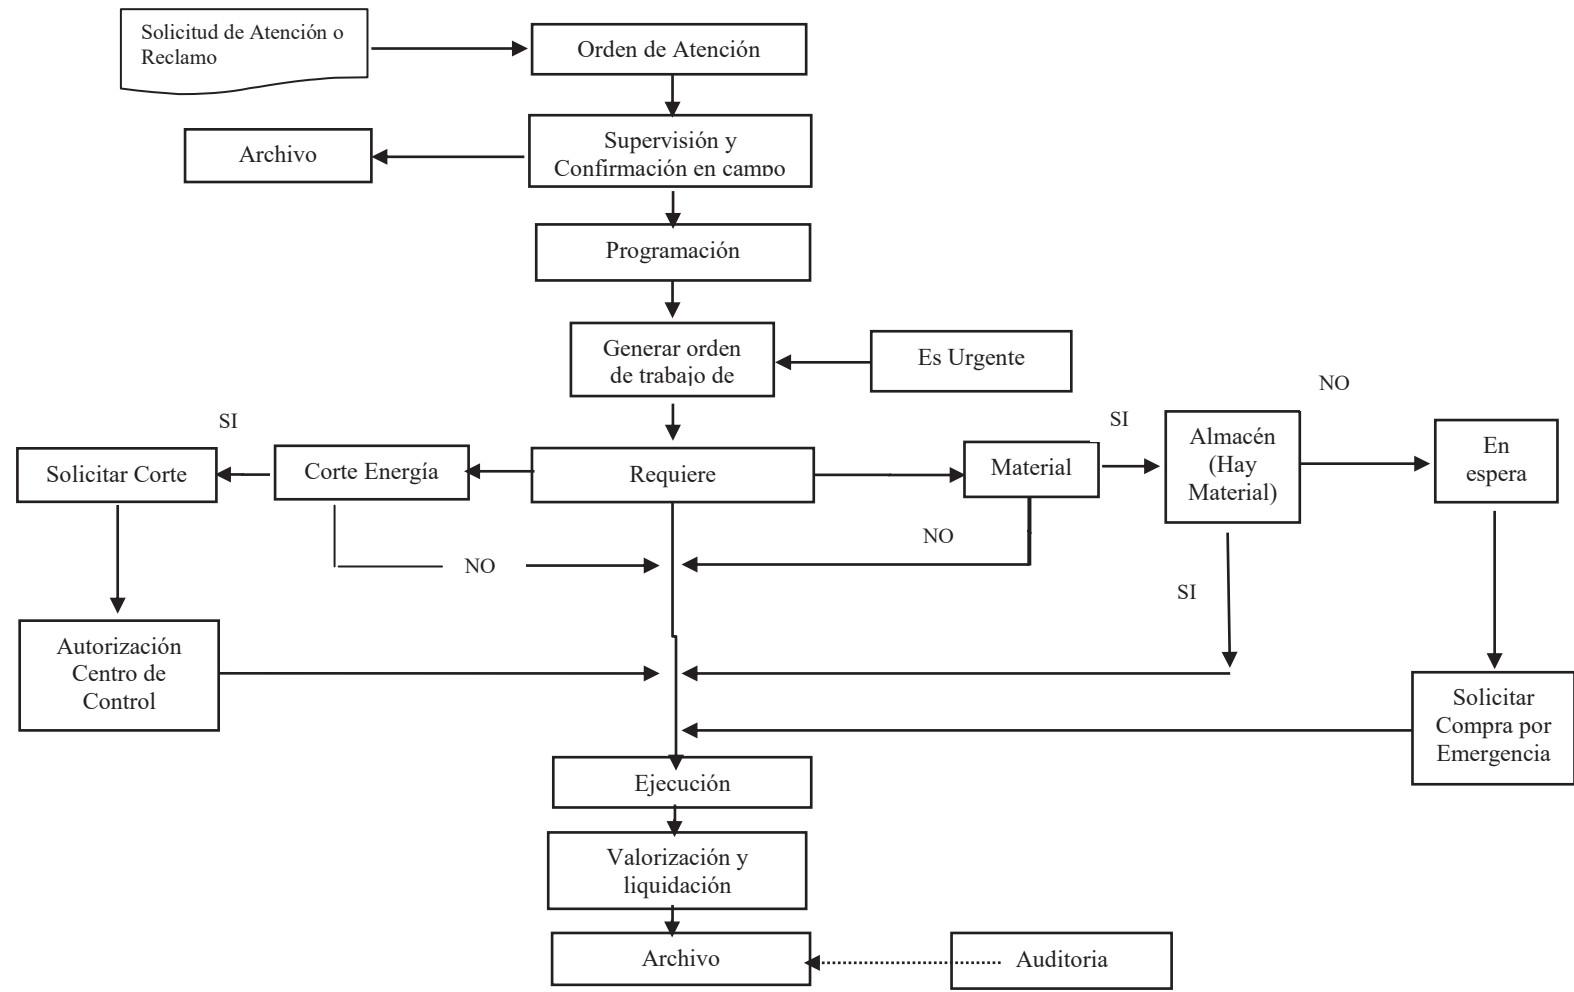 Solicitud de Atención o
Reclamo
Orden de Atención
Supervisión y
Confirmación en campo
Archivo
Programación
Generar orden
de trabajo de
Es Urgente
NO
SI
SI
Solicitar Corte
Corte Energía
Requiere
Material
Almacén
(Hay
Material)
En
espera
NO
NO
SI
Autorización
Centro de
Control
Solicitar
Compra por
Emergencia
Ejecución
Valorización y
liquidación
Archivo
Auditoria